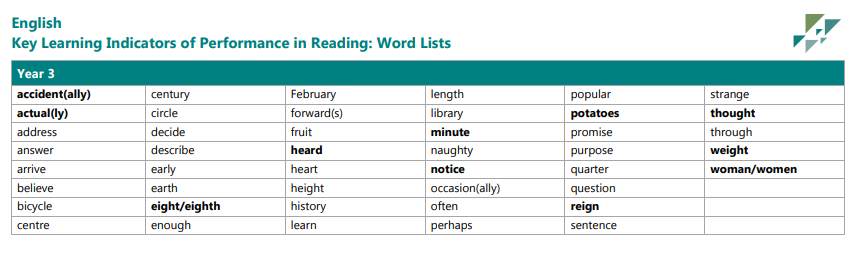 English
Key Learning Indicators of Performance in Reading: Word Lists
Year 3
accident(ally) century February length popular strange
actual(ly) circle forward(s) library potatoes thought
address decide fruit minute promise through
answer describe heard naughty purpose weight
arrive early heart notice quarter woman/women
believe earth height occasion(ally) question
bicycle eight/eighth history often reign
centre enough learn perhaps sentence